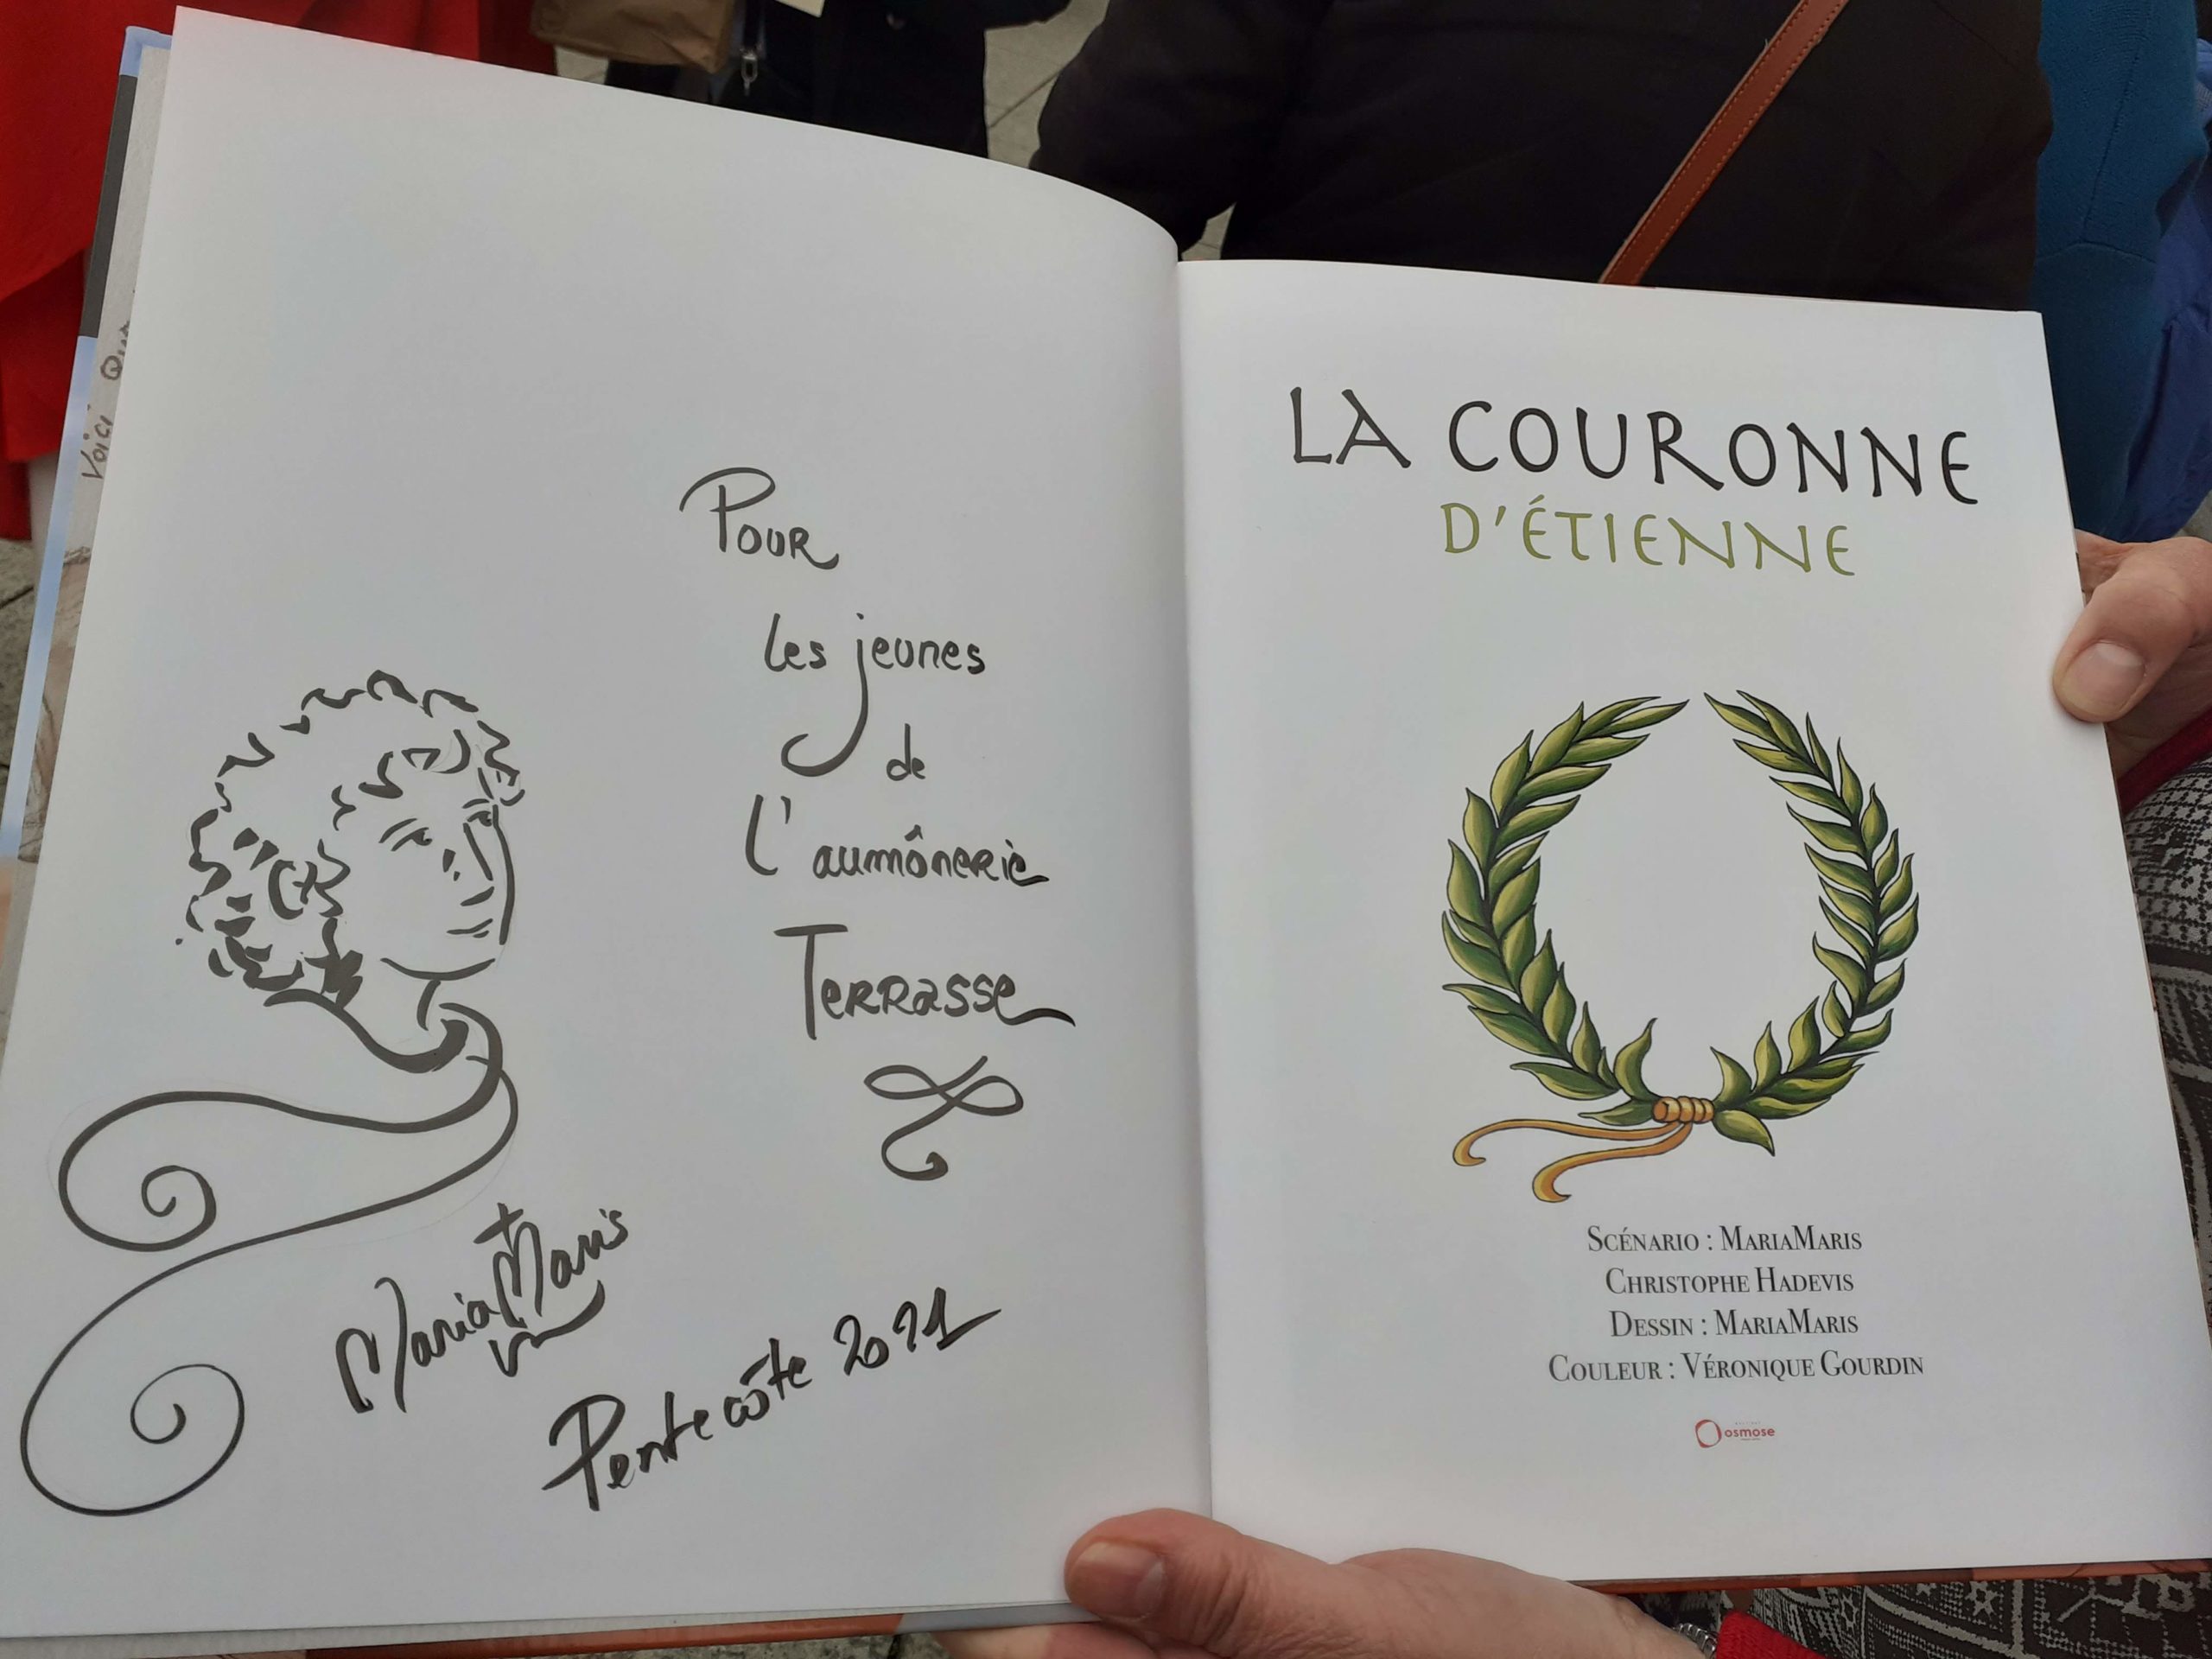 Voici
Pour
les jeunes
de
l'aumônerie
Terrasse
MariaMaris
Pentecôte 2021
LA COURONNE
D'ÉTIENNE
SCÉNARIO : MARIAMARIS
CHRISTOPHE HADEVIS
DESSIN : MARIAMARIS
COULEUR : VÉRONIQUE GOURDIN
osmose